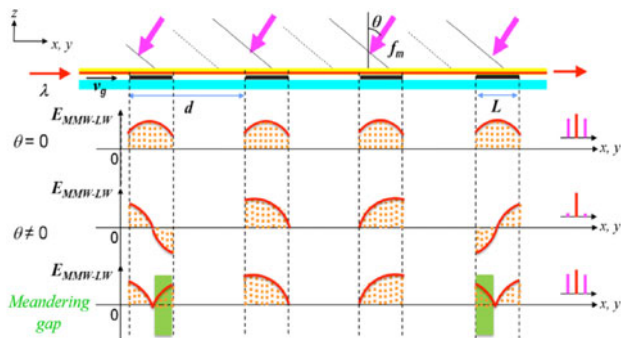 z
x, y
θ
f_m
λ
v_g
d
L
E_MMW-LW
θ = 0
0
x, y
E_MMW-LW
θ ≠ 0
0
x, y
E_MMW-LW
Meandering
gap
0
x, y